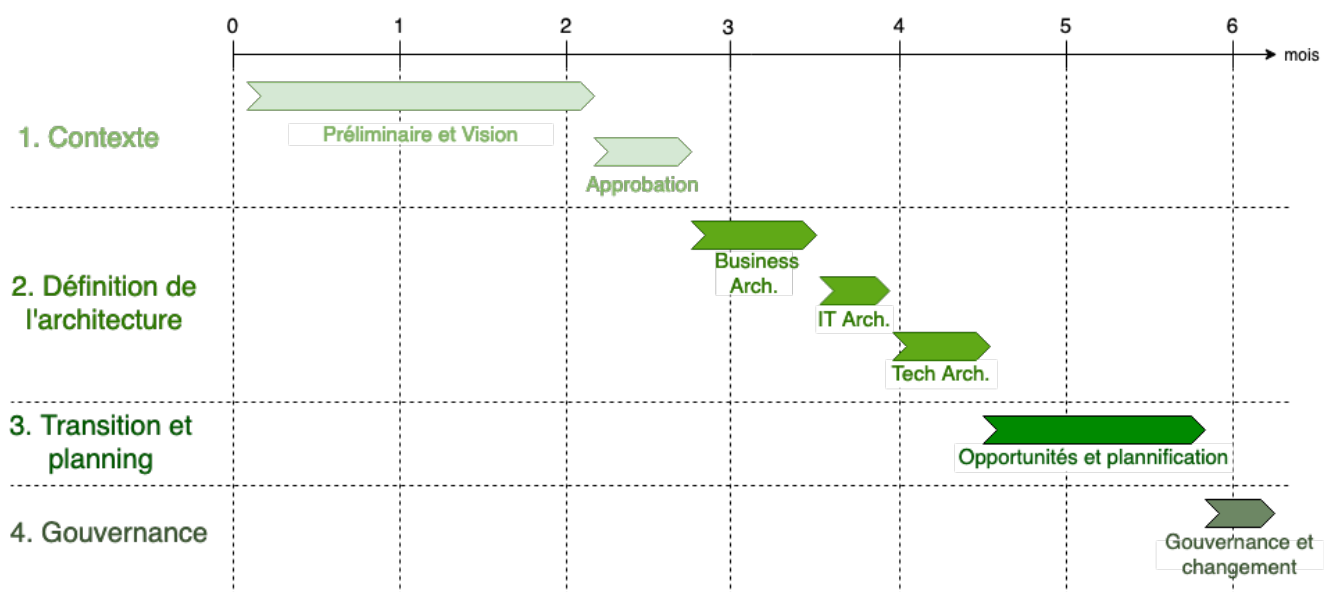 0 1 2 3 4 5 6
mois
1. Contexte
Préliminaire et Vision
Approbation
2. Définition de
l'architecture
Business
Arch.
IT Arch.
Tech Arch.
3. Transition et
planning
Opportunités et plannification
4. Gouvernance
Gouvernance et
changement